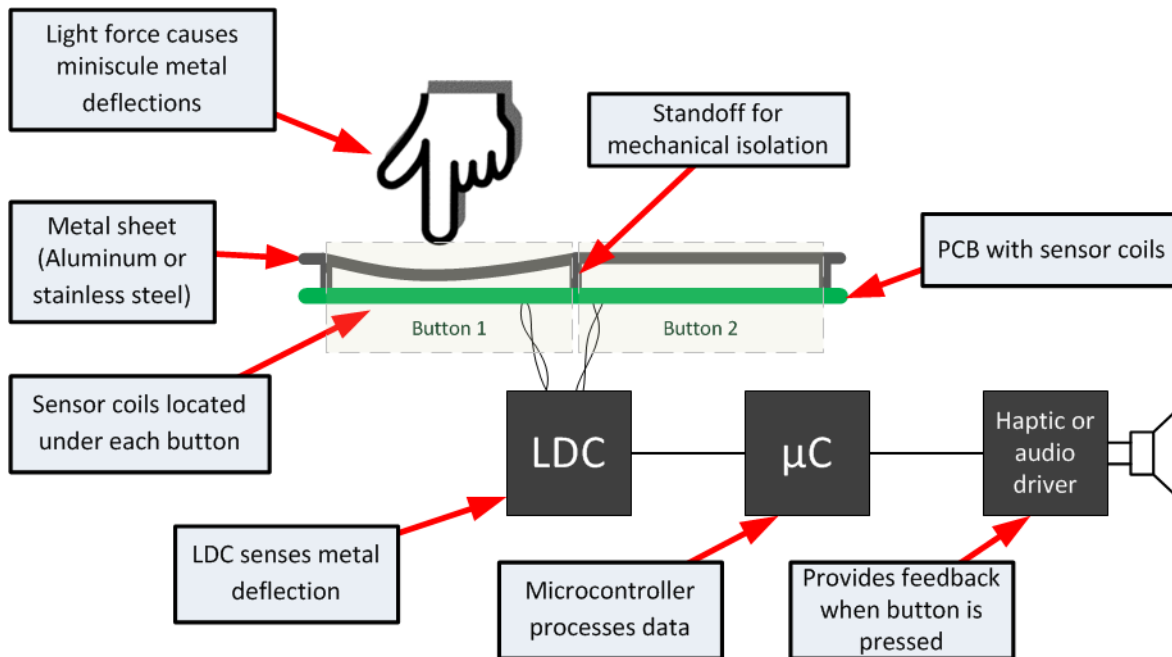 Light force causes
miniscule metal
deflections
Standoff for
mechanical isolation
Metal sheet
(Aluminum or
stainless steel)
PCB with sensor coils
Button 1
Button 2
Sensor coils located
under each button
LDC
µC
Haptic or
audio
driver
LDC senses metal
deflection
Microcontroller
processes data
Provides feedback
when button is
pressed